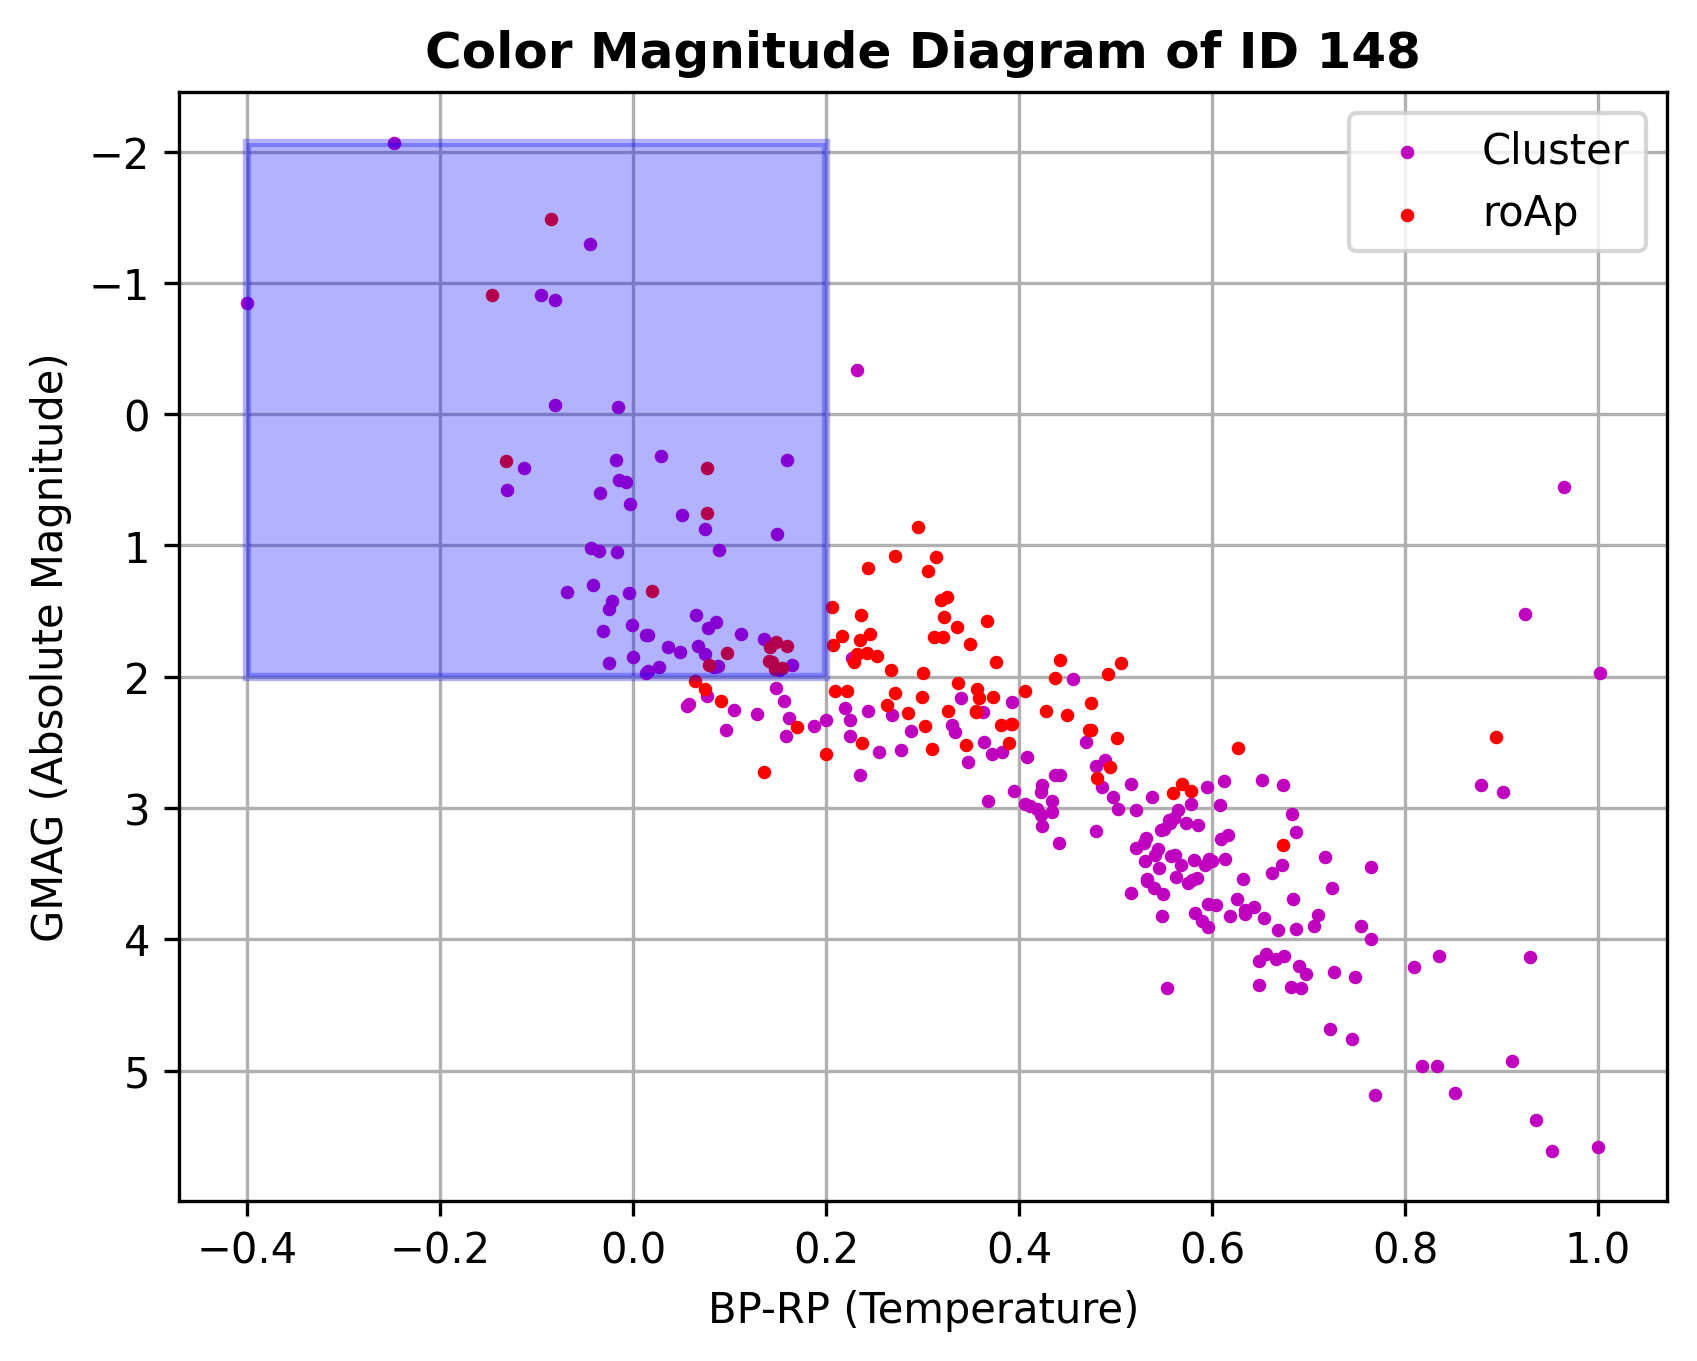 Color Magnitude Diagram of ID 148
Cluster
roAp
GMAG (Absolute Magnitude)
−2
−1
0
1
2
3
4
5
−0.4 −0.2 0.0 0.2 0.4 0.6 0.8 1.0
BP-RP (Temperature)